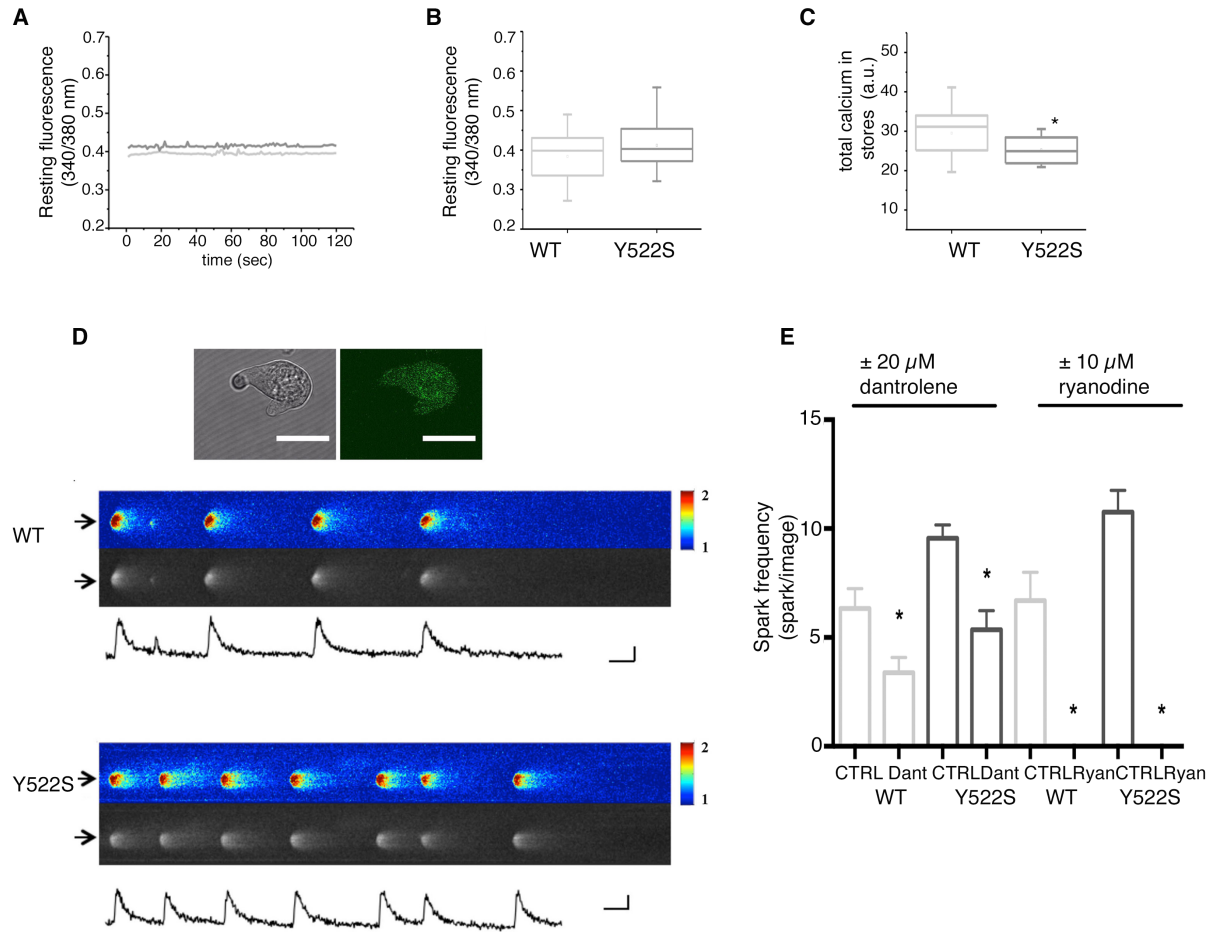 A
Resting fluorescence
(340/380 nm)
0.7
0.6
0.5
0.4
0.3
0.2
0 20 40 60 80 100 120
time (sec)
B
Resting fluorescence
(340/380 nm)
0.7
0.6
0.5
0.4
0.3
0.2
WT Y522S
C
total calcium in
stores (a.u.)
50
40
30
20
10
*
WT Y522S
D
WT
2
1
Y522S
2
1
E
± 20 µM
dantrolene
± 10 µM
ryanodine
Spark frequency
(spark/image)
15
10
5
0
* * * *
CTRL Dant CTRLDant CTRLRyanCTRLRyan
WT Y522S WT Y522S